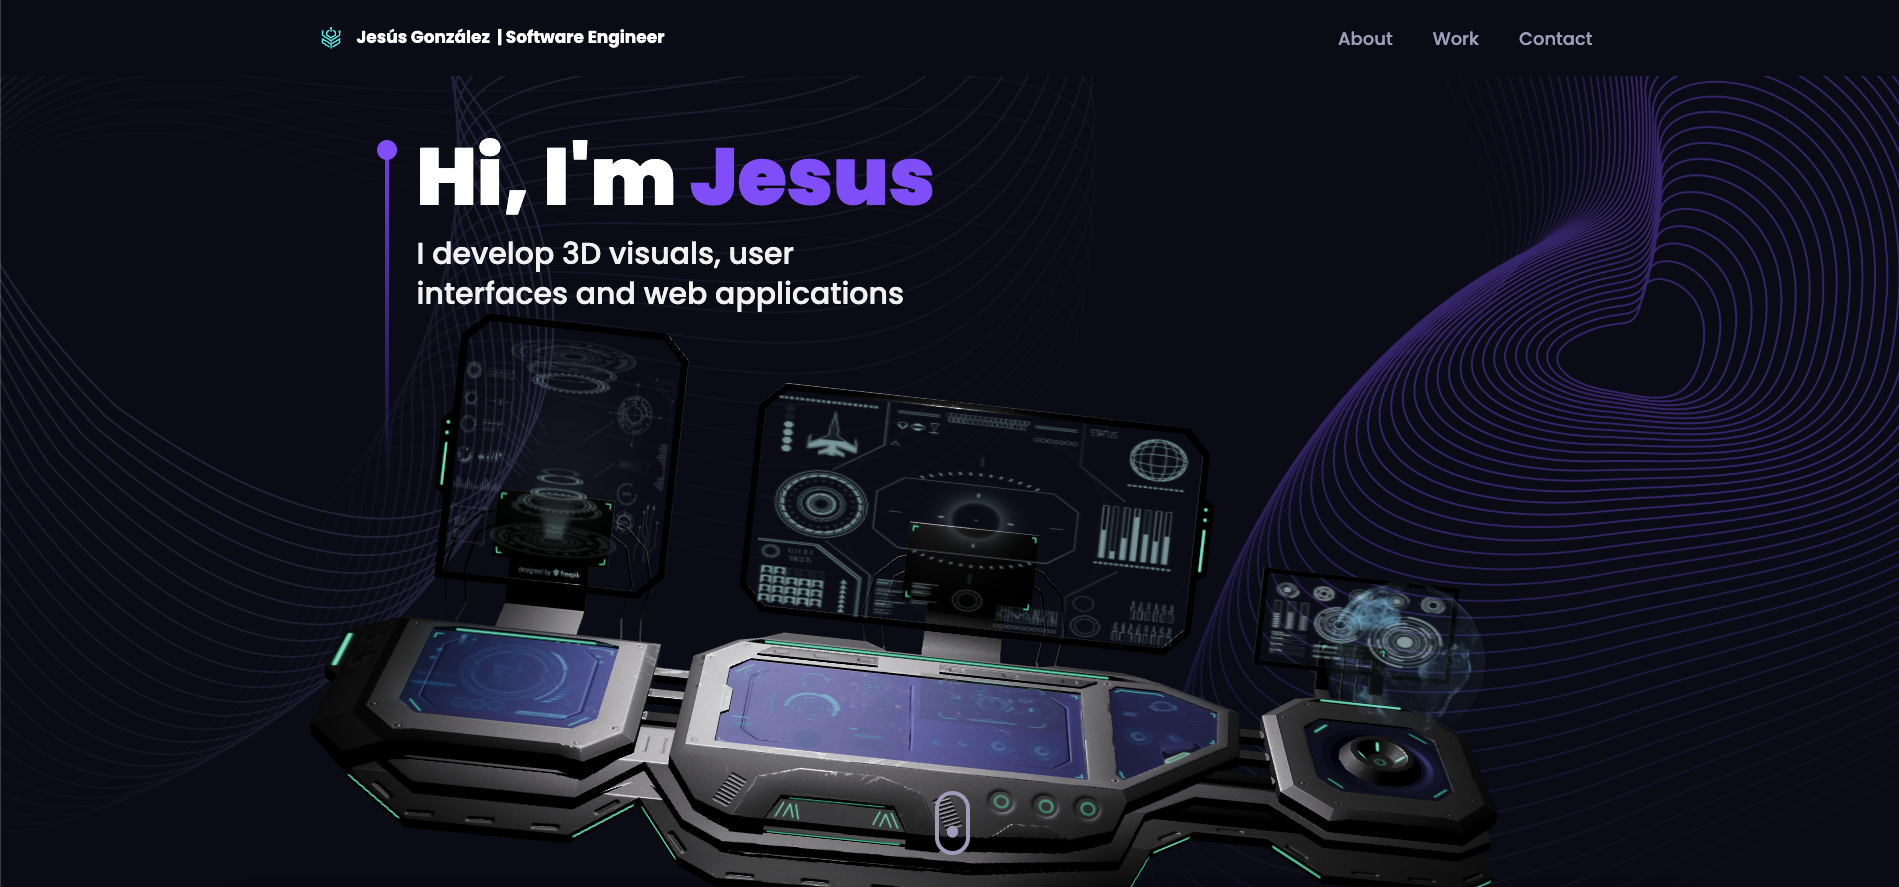 Jesús González | Software Engineer
About
Work
Contact
Hi, I'm Jesus
I develop 3D visuals, user
interfaces and web applications
STATUS
designed by freepik